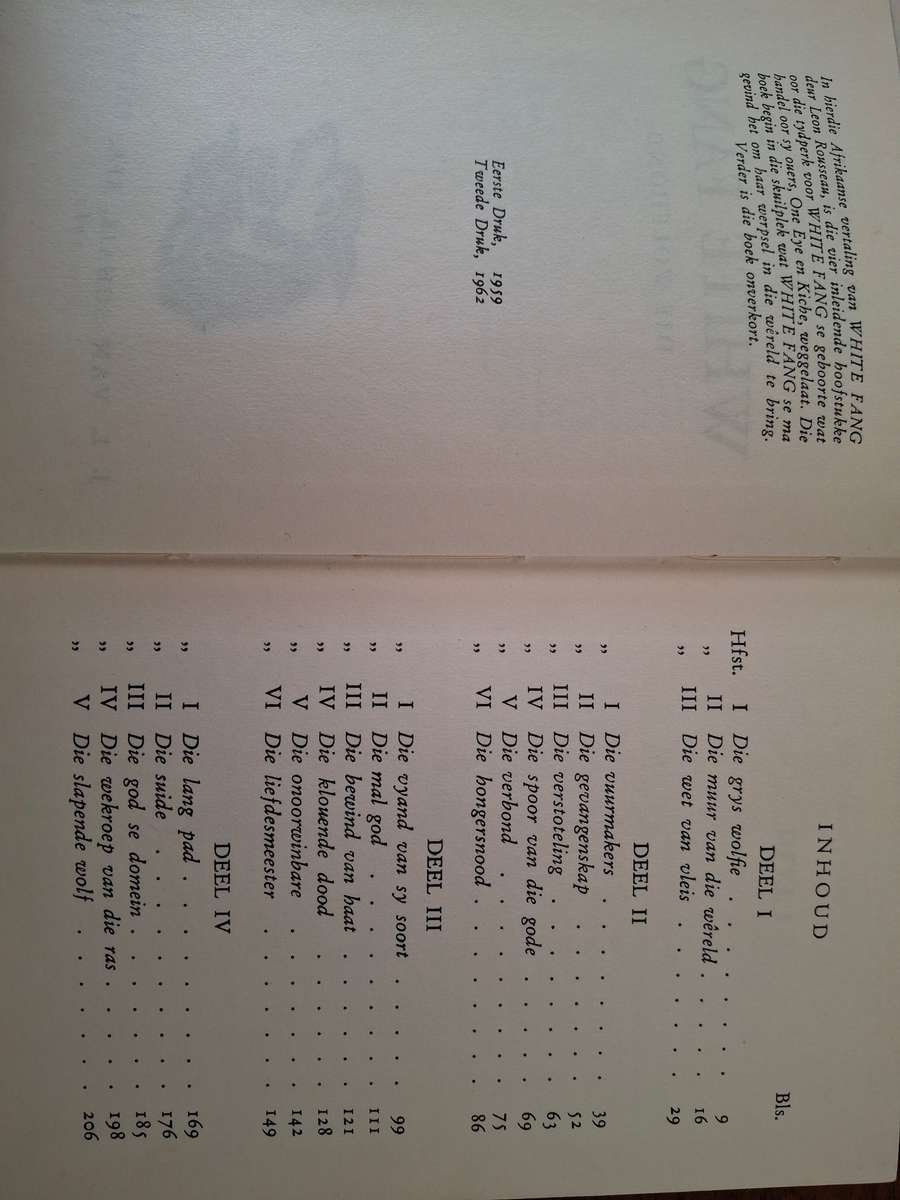 In hierdie Afrikaanse vertaling van WHITE FANG
deur Leon Rousseau, is die vier inleidende hoofstukke
oor die tydperk voor WHITE FANG se geboorte wat
handel oor sy ouers, One Eye en Kiche, weggelaat. Die
boek begin in die skuilplek wat WHITE FANG se ma
gevind het om haar werpsel in die wêreld te bring.
Verder is die boek onverkort.
Eerste Druk, 1959
Tweede Druk, 1962
INHOUD
Bls.
DEEL I
Hfst. I Die grys wolfie . . . . . . . 9
„ II Die muur van die wêreld . . . . . 16
„ III Die wet van vleis . . . . . . 29
DEEL II
„ I Die vuurmakers . . . . . . . 39
„ II Die gevangenskap . . . . . . . 52
„ III Die verstoteling . . . . . . . 63
„ IV Die spoor van die gode . . . . . 69
„ V Die verbond . . . . . . . . 75
„ VI Die hongersnood . . . . . . . 86
DEEL III
„ I Die vyand van sy soort . . . . . 99
„ II Die mal god . . . . . . . . 111
„ III Die bewind van haat . . . . . . 121
„ IV Die klouende dood . . . . . . 128
„ V Die onoorwinbare . . . . . . . 142
„ VI Die liefdesmeester . . . . . . . 149
DEEL IV
„ I Die lang pad . . . . . . . . 169
„ II Die suide . . . . . . . . . 176
„ III Die god se domein . . . . . . . 185
„ IV Die wekroep van die ras . . . . . 198
„ V Die slapende wolf . . . . . . . 206